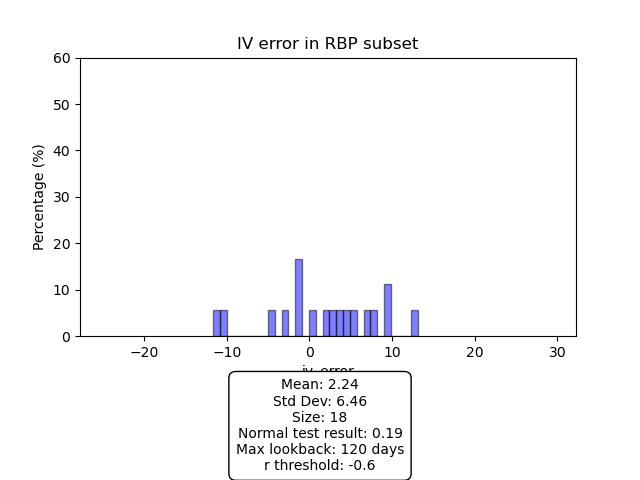 IV error in RBP subset
Percentage (%)
60
50
40
30
20
10
0
−20
−10
0
10
20
30
iv_error
Mean: 2.24
Std Dev: 6.46
Size: 18
Normal test result: 0.19
Max lookback: 120 days
r threshold: -0.6